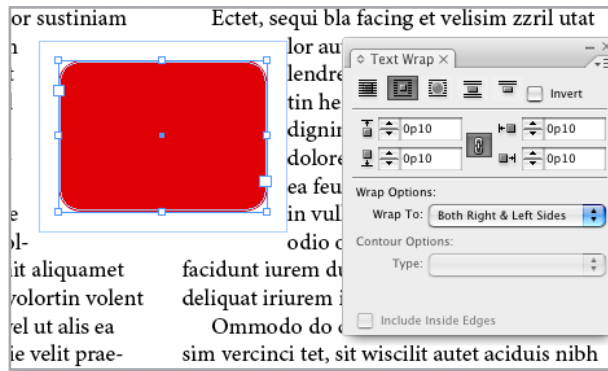 or sustiniam
e
ol-
it aliquamet
volortin volent
vel ut alis ea
ie velit prae-
Ectet, sequi bla facing et velisim zzril utat
lor au
lendre
tin he
dignin
dolore
ea feu
in vull
odio
facidunt iurem du
deliquat iriurem
Ommodo do
sim vercinci tet, sit wiscilit autet aciduis nibh
Text Wrap
Invert
0p10 0p10
0p10 0p10
Wrap Options:
Wrap To: Both Right & Left Sides
Contour Options:
Type:
Include Inside Edges